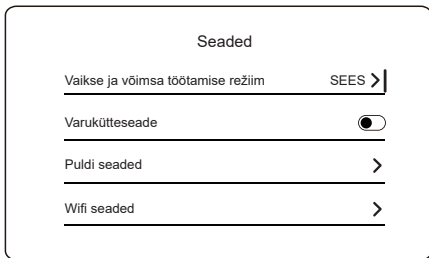 Seaded
Vaikse ja võimsa töötamise režiim SEES
Varukütteseade
Puldi seaded
Wifi seaded